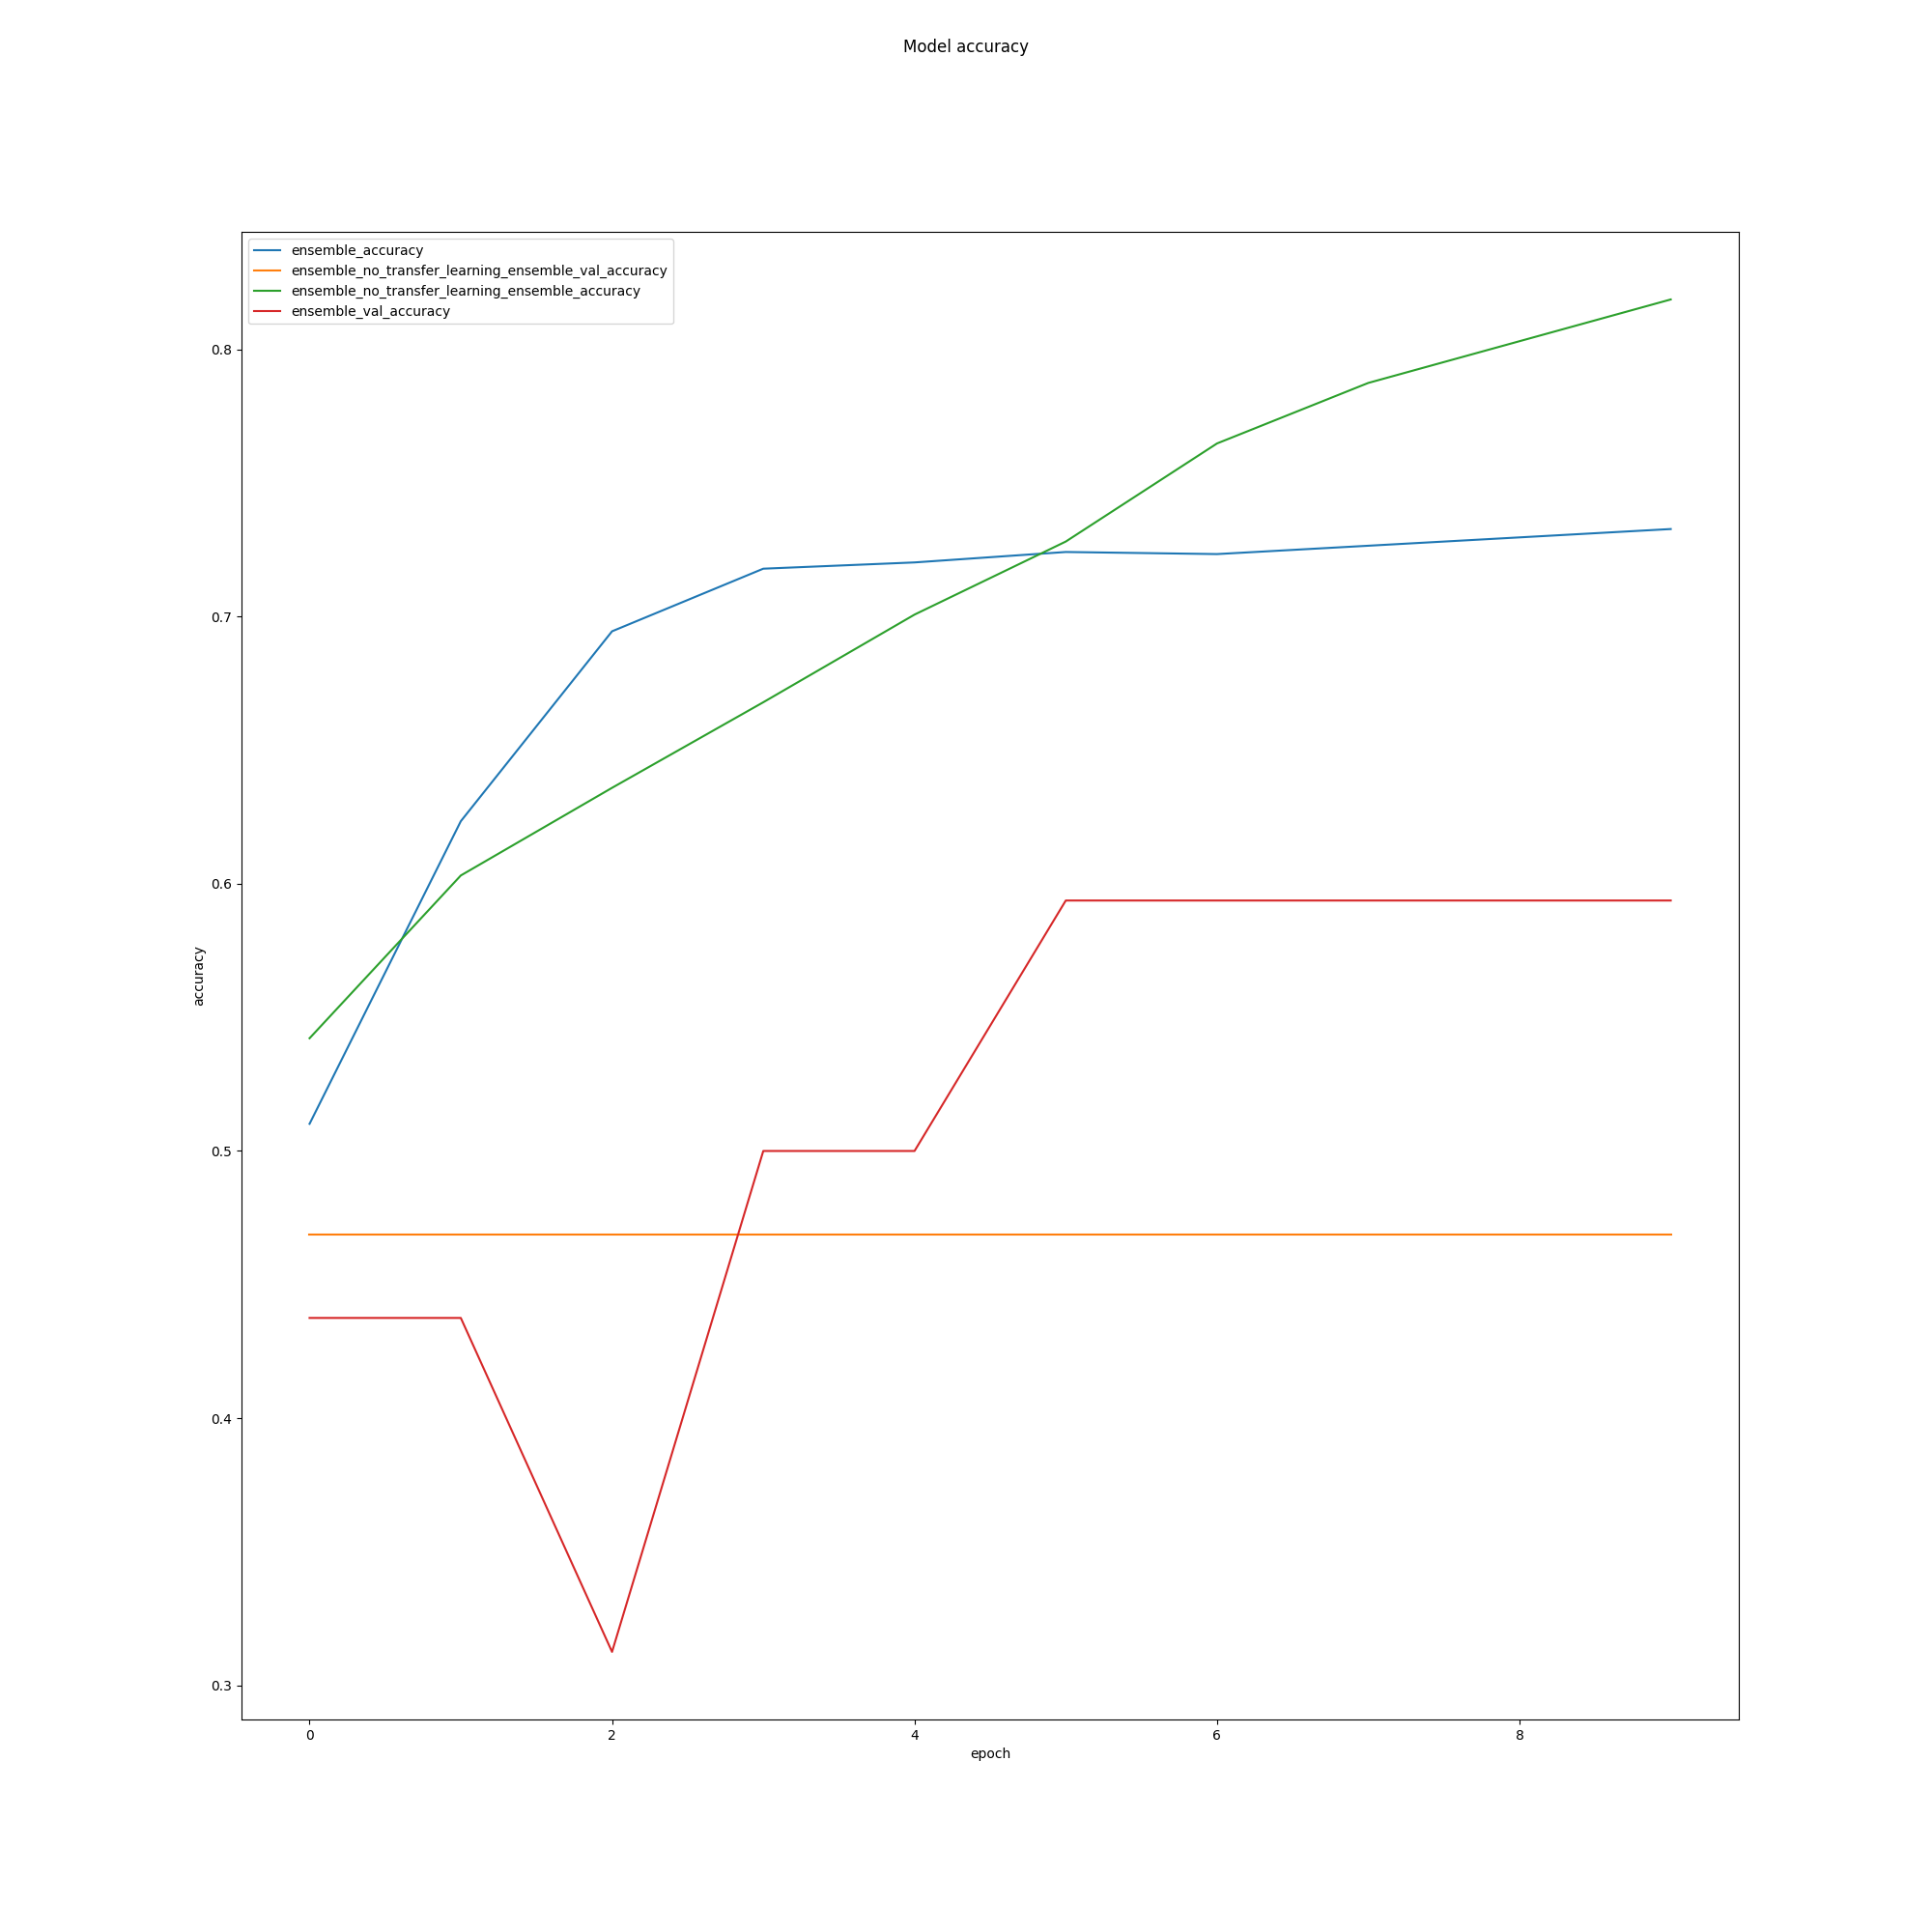 Model accuracy
ensemble_accuracy
ensemble_no_transfer_learning_ensemble_val_accuracy
ensemble_no_transfer_learning_ensemble_accuracy
ensemble_val_accuracy
0.8
0.7
0.6
0.5
0.4
0.3
accuracy
0 2 4 6 8
epoch